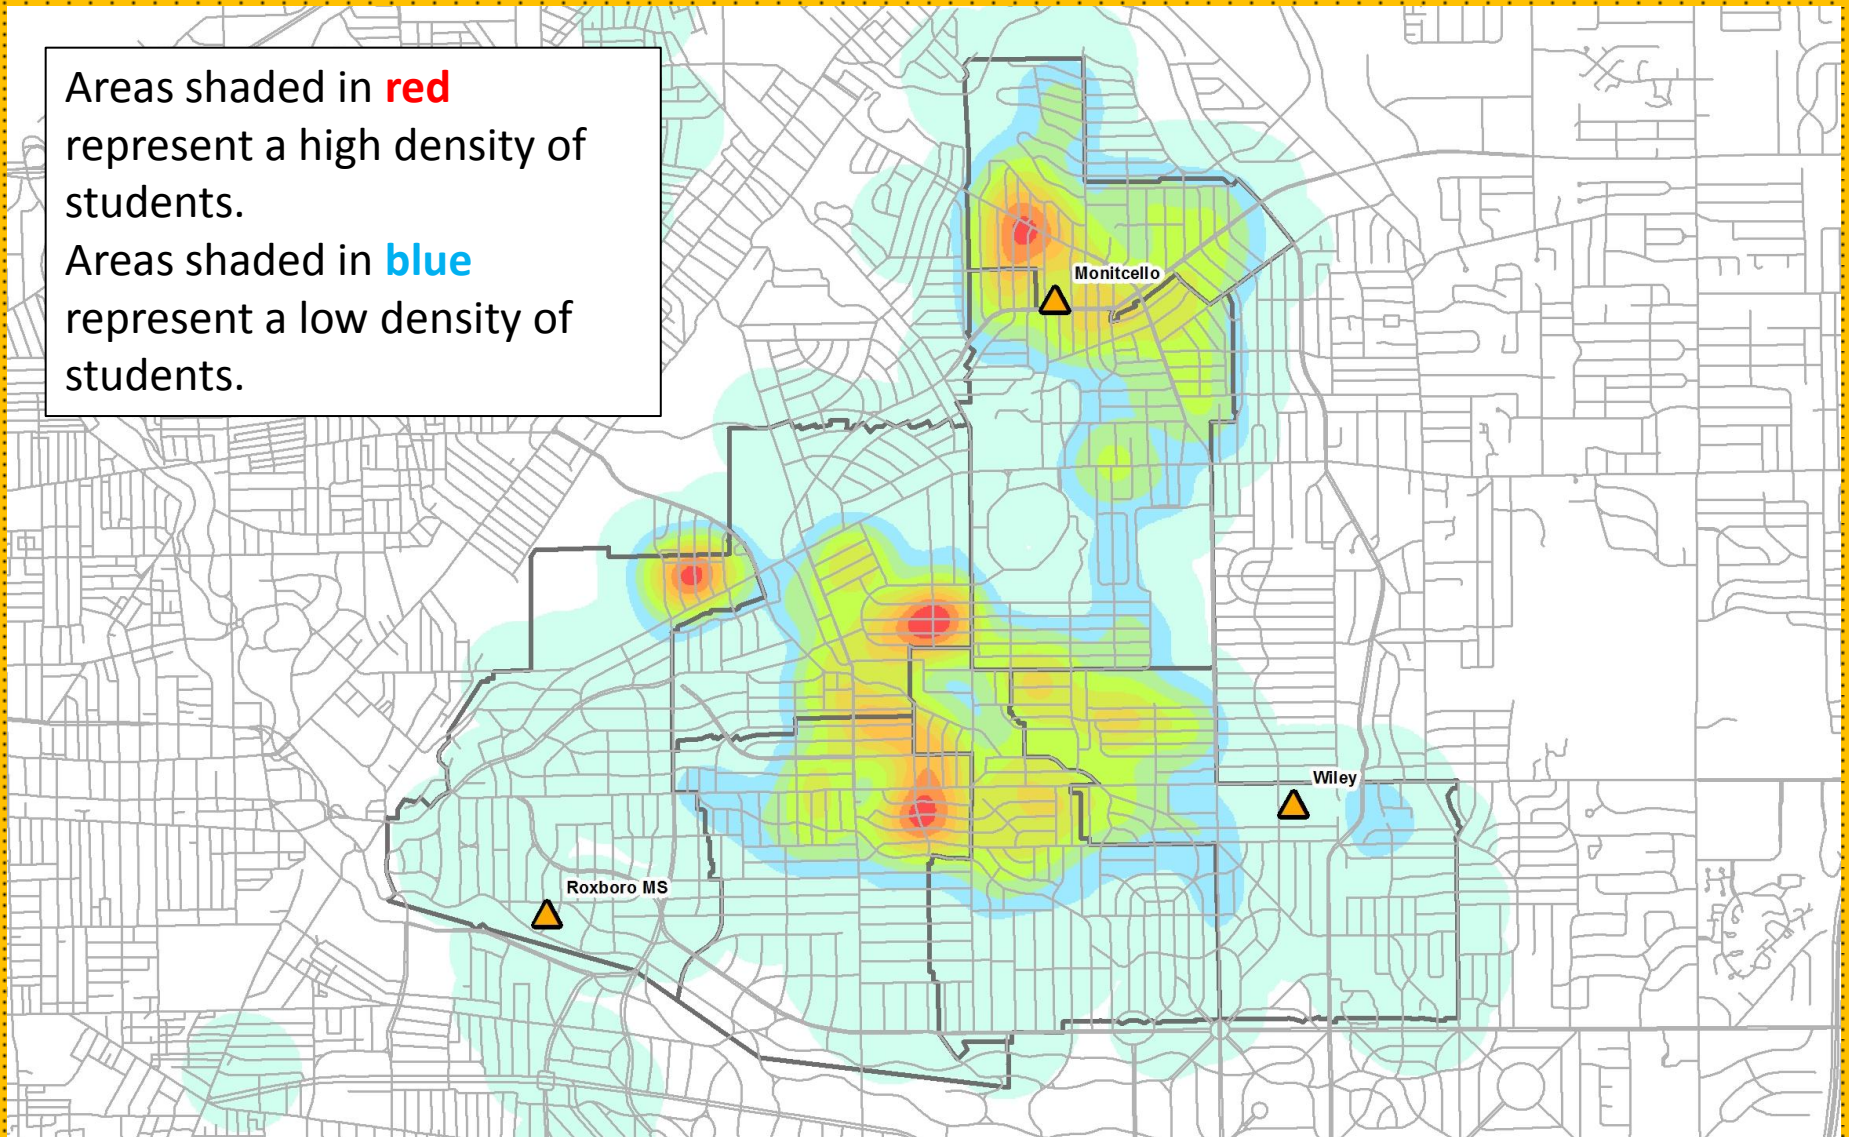 Areas shaded in red
represent a high density of
students.
Areas shaded in blue
represent a low density of
students.
Monitcello
Wiley
Roxboro MS